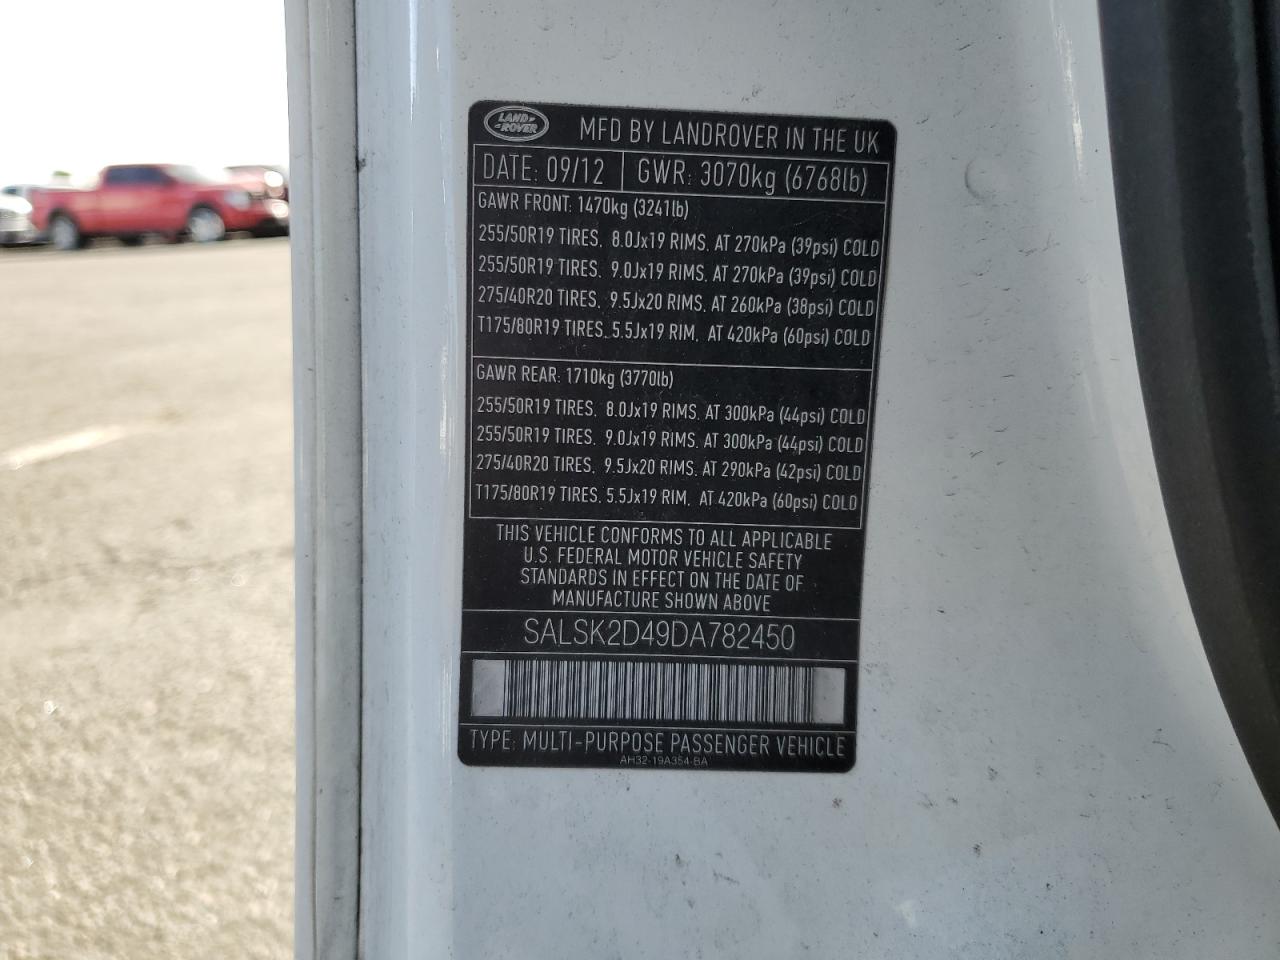 LAND ROVER
MFD BY LANDROVER IN THE UK
DATE: 09/12 GWR: 3070kg (6768lb)
GAWR FRONT: 1470kg (3241lb)
255/50R19 TIRES, 8.0Jx19 RIMS, AT 270kPa (39psi) COLD
255/50R19 TIRES, 9.0Jx19 RIMS, AT 270kPa (39psi) COLD
275/40R20 TIRES, 9.5Jx20 RIMS, AT 260kPa (38psi) COLD
T175/80R19 TIRES, 5.5Jx19 RIM, AT 420kPa (60psi) COLD
GAWR REAR: 1710kg (3770lb)
255/50R19 TIRES, 8.0Jx19 RIMS, AT 300kPa (44psi) COLD
255/50R19 TIRES, 9.0Jx19 RIMS, AT 300kPa (44psi) COLD
275/40R20 TIRES, 9.5Jx20 RIMS, AT 290kPa (42psi) COLD
T175/80R19 TIRES, 5.5Jx19 RIM, AT 420kPa (60psi) COLD
THIS VEHICLE CONFORMS TO ALL APPLICABLE
U.S. FEDERAL MOTOR VEHICLE SAFETY
STANDARDS IN EFFECT ON THE DATE OF
MANUFACTURE SHOWN ABOVE
SALSK2D49DA782450
TYPE: MULTI-PURPOSE PASSENGER VEHICLE
AH32-19A354-BA